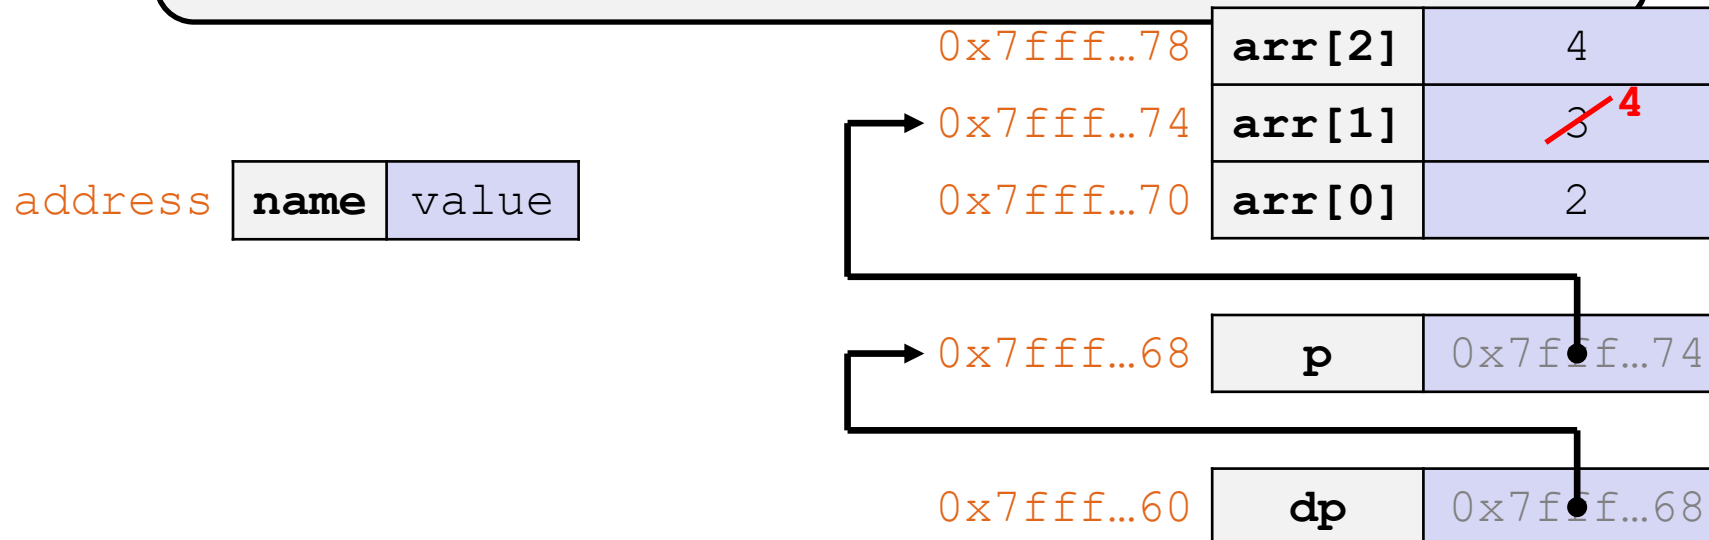 0x7fff…78 arr[2] 4
0x7fff…74 arr[1] 3 4
address name value 0x7fff…70 arr[0] 2
0x7fff…68 p 0x7fff…74
0x7fff…60 dp 0x7fff…68